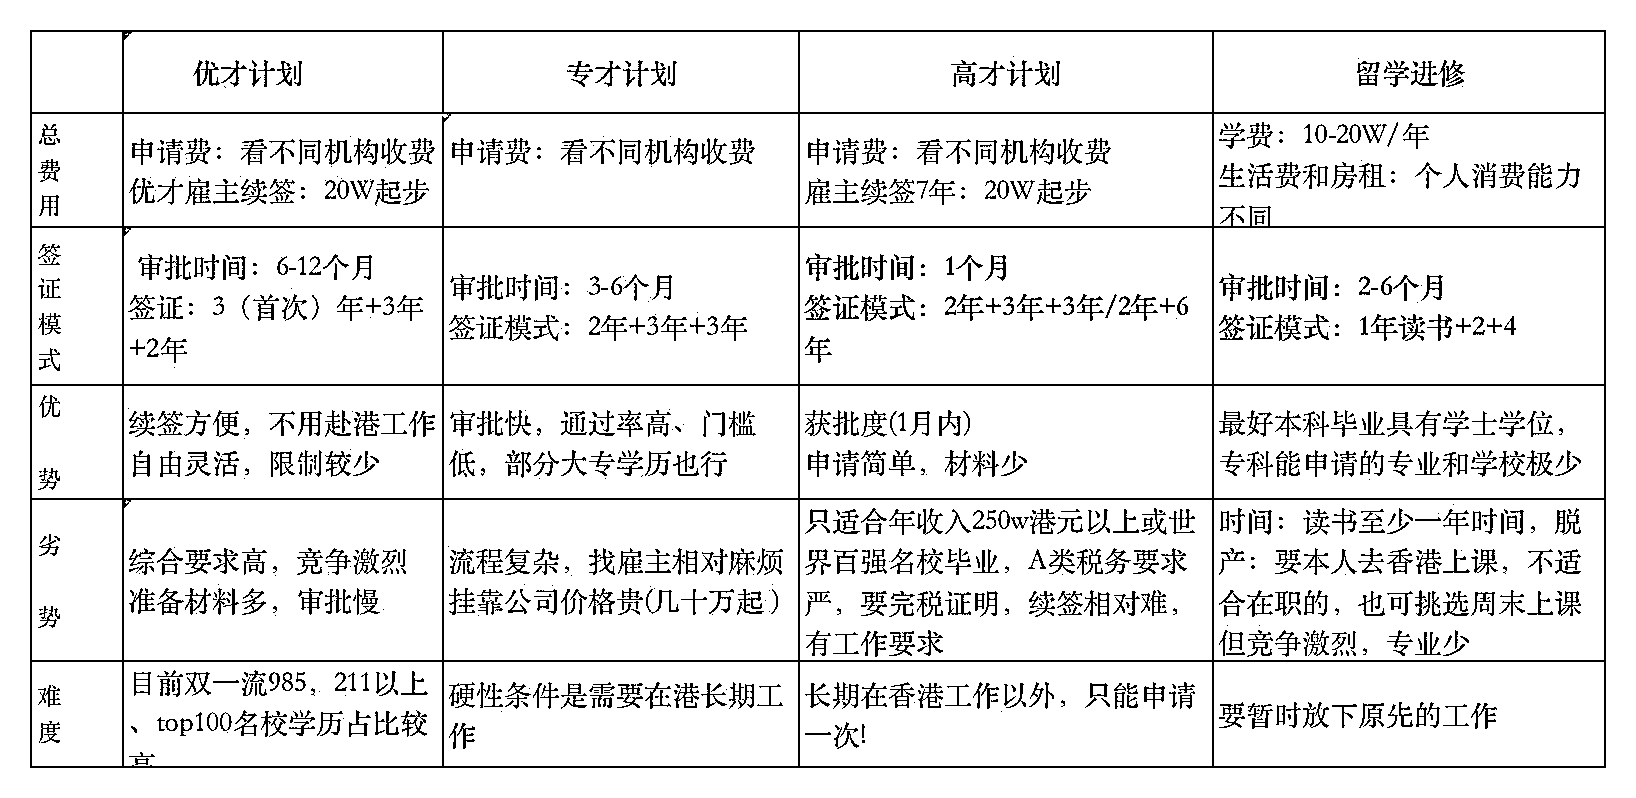 优才计划
专才计划
高才计划
留学进修
总
费
用
申请费：看不同机构收费
优才雇主续签：20W起步
申请费：看不同机构收费
申请费：看不同机构收费
雇主续签7年：20W起步
学费：10-20W/年
生活费和房租：个人消费能力
不同
签
证
模
式
审批时间：6-12个月
签证：3（首次）年+3年
+2年
审批时间：3-6个月
签证模式：2年+3年+3年
审批时间：1个月
签证模式：2年+3年+3年/2年+6
年
审批时间：2-6个月
签证模式：1年读书+2+4
优
势
续签方便，不用赴港工作
自由灵活，限制较少
审批快，通过率高、门槛
低，部分大专学历也行
获批度(1月内)
申请简单，材料少
最好本科毕业具有学士学位，
专科能申请的专业和学校极少
劣
势
综合要求高，竞争激烈
准备材料多，审批慢
流程复杂，找雇主相对麻烦
挂靠公司价格贵(几十万起）
只适合年收入250w港元以上或世
界百强名校毕业，A类税务要求
严，要完税证明，续签相对难，
有工作要求
时间：读书至少一年时间，脱
产：要本人去香港上课，不适
合在职的，也可挑选周末上课
但竞争激烈，专业少
难
度
目前双一流985，211以上
、top100名校学历占比较
高
硬性条件是需要在港长期工
作
长期在香港工作以外，只能申请
一次!
要暂时放下原先的工作